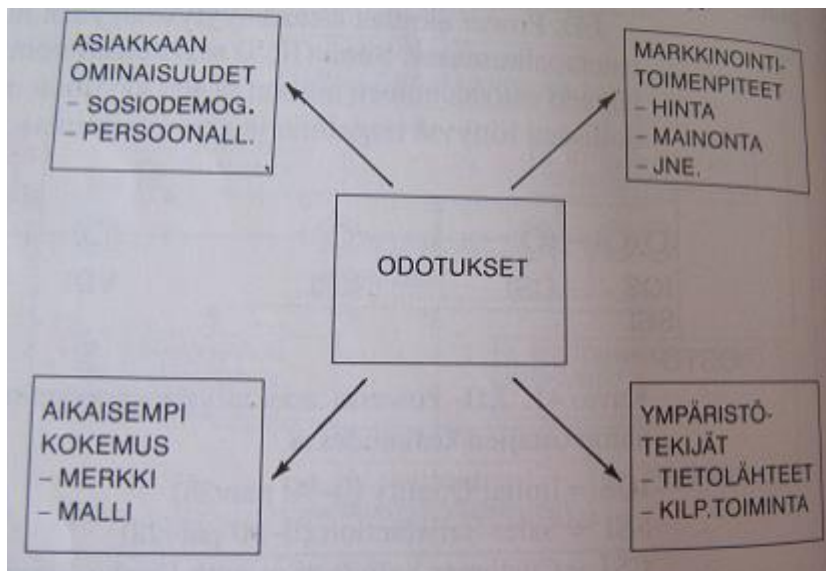 ASIAKKAAN
OMINAISUUDET
– SOSIODEMOG.
– PERSOONALL.
MARKKINOINTI-
TOIMENPITEET
– HINTA
– MAINONTA
– JNE.
ODOTUKSET
AIKAISEMPI
KOKEMUS
– MERKKI
– MALLI
YMPÄRISTÖ-
TEKIJÄT
– TIETOLÄHTEET
– KILP.TOIMINTA